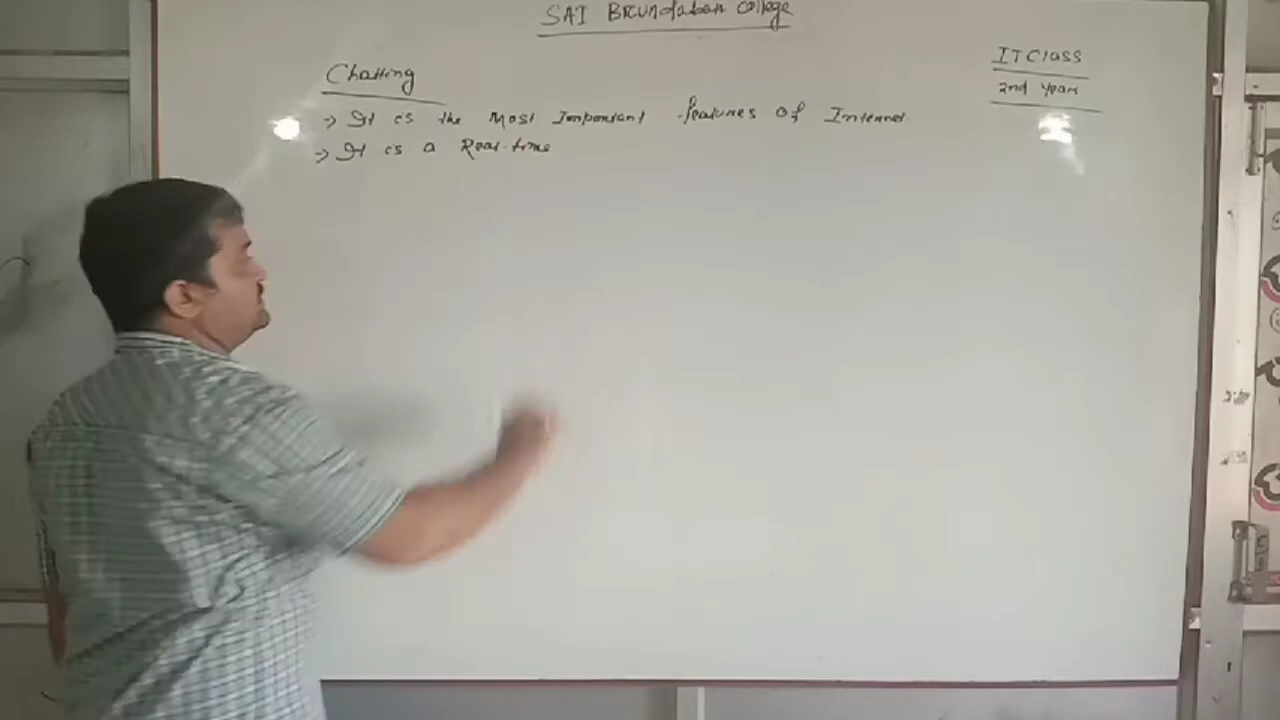 SAI Brundaban College
IT Class
2nd Year
Chatting
→ It is the Most Important features of Internet
→ It is a Real-time